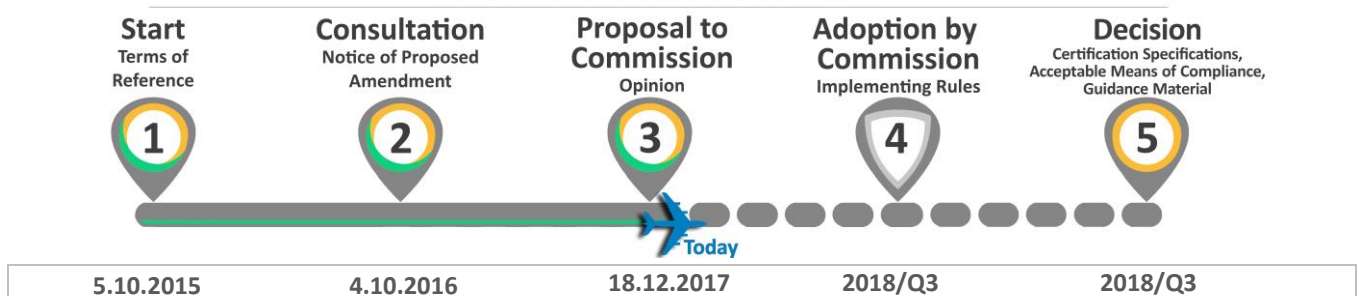 Start
Terms of
Reference
1
Consultation
Notice of Proposed
Amendment
2
Proposal to
Commission
Opinion
3
Adoption by
Commission
Implementing Rules
4
Decision
Certification Specifications,
Acceptable Means of Compliance,
Guidance Material
5
Today
5.10.2015
4.10.2016
18.12.2017
2018/Q3
2018/Q3